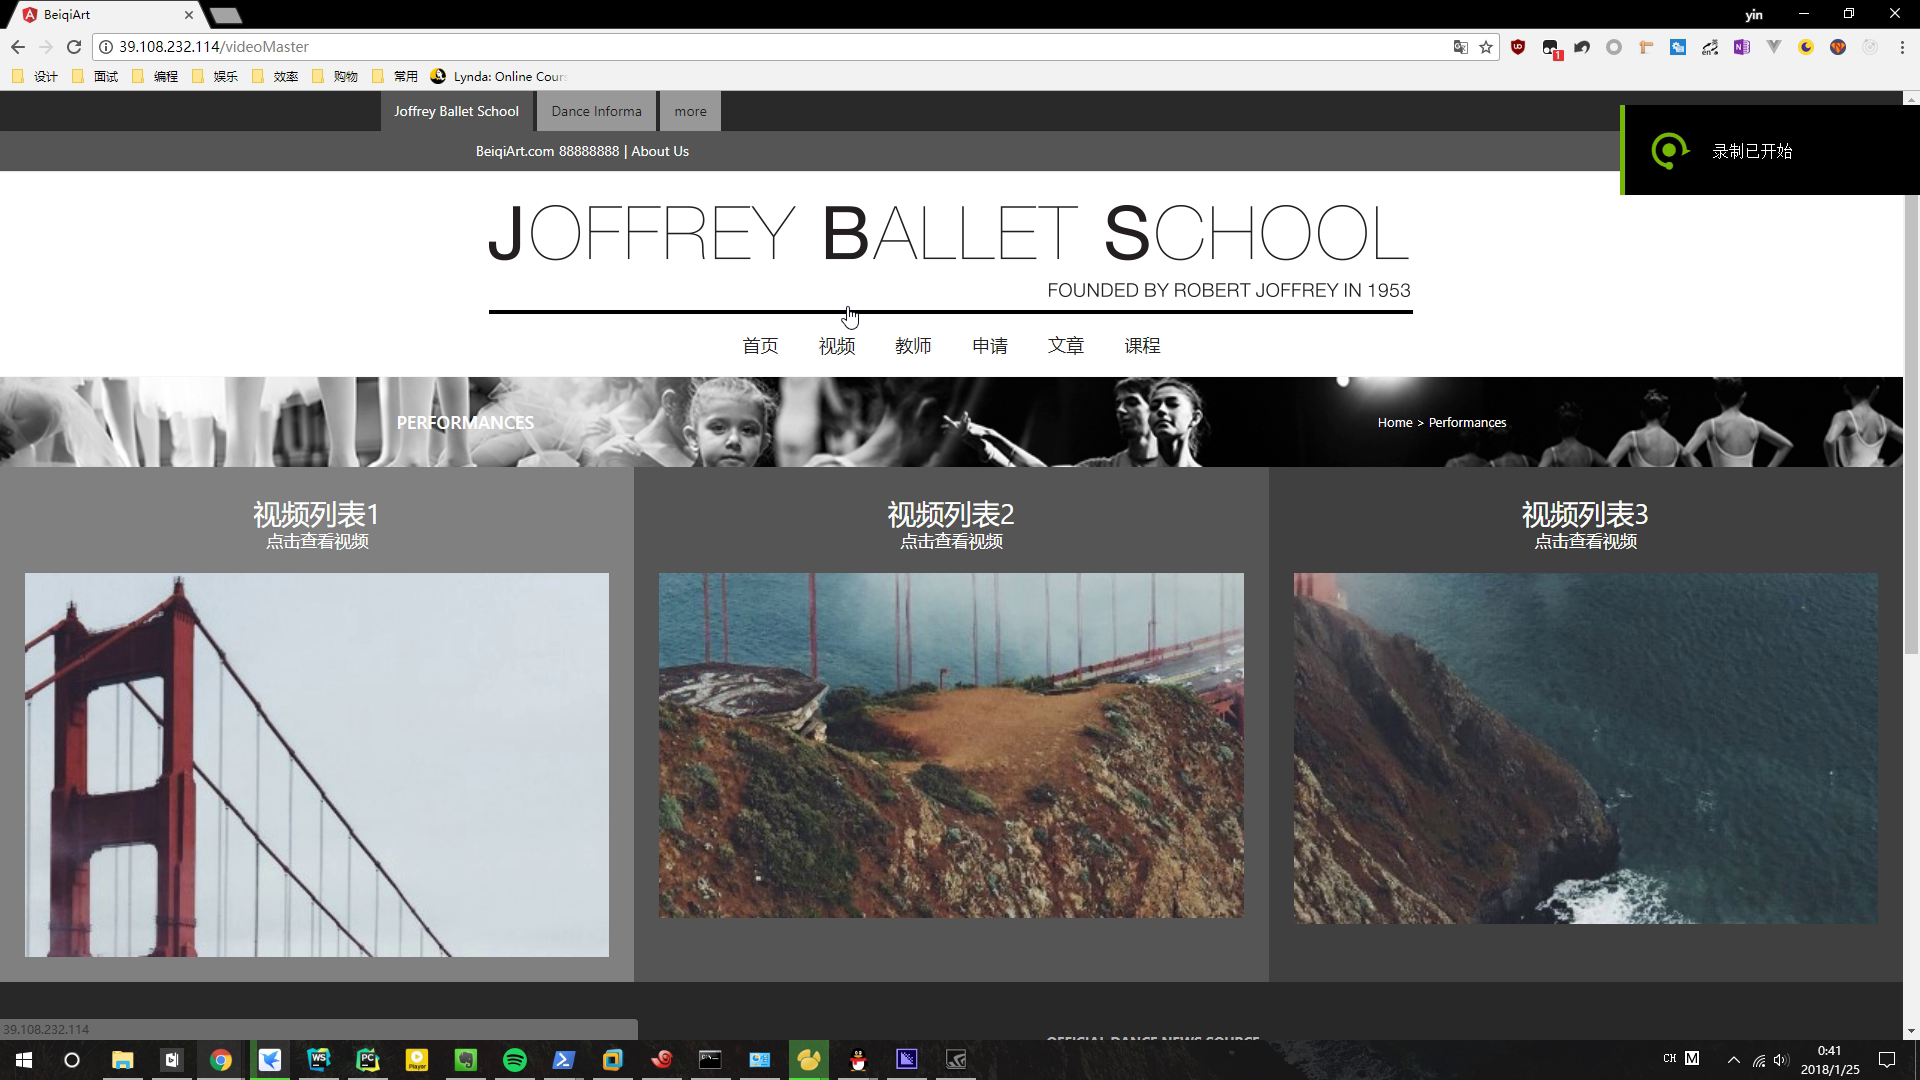 BeiqiArt
yin
39.108.232.114/videoMaster
1
设计 面试 编程 娱乐 效率 购物 常用 Lynda: Online Cour
Joffrey Ballet School Dance Informa more
BeiqiArt.com 88888888 | About Us
录制已开始
JOFFREY BALLET SCHOOL
FOUNDED BY ROBERT JOFFREY IN 1953
首页 视频 教师 申请 文章 课程
PERFORMANCES
Home > Performances
视频列表1
点击查看视频
视频列表2
点击查看视频
视频列表3
点击查看视频
OFFICIAL DANCE NEWS SOURCE
39.108.232.114
WS
PC
Player
CH M
0:41
2018/1/25